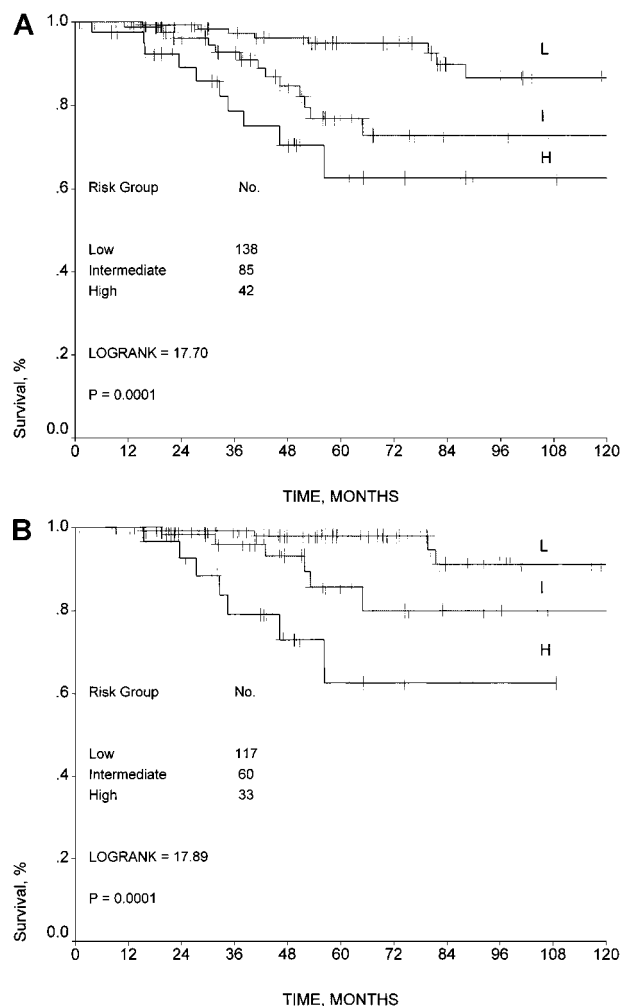 A
1.0
L
.8
I
H
.6
Risk Group No.
Low 138
.4
Intermediate 85
High 42
.2
LOGRANK = 17.70
P = 0.0001
0.0
Survival, %
0 12 24 36 48 60 72 84 96 108 120
TIME, MONTHS
B
1.0
L
I
.8
H
.6
Risk Group No.
Low 117
.4
Intermediate 60
High 33
.2
LOGRANK = 17.89
P = 0.0001
0.0
Survival, %
0 12 24 36 48 60 72 84 96 108 120
TIME, MONTHS